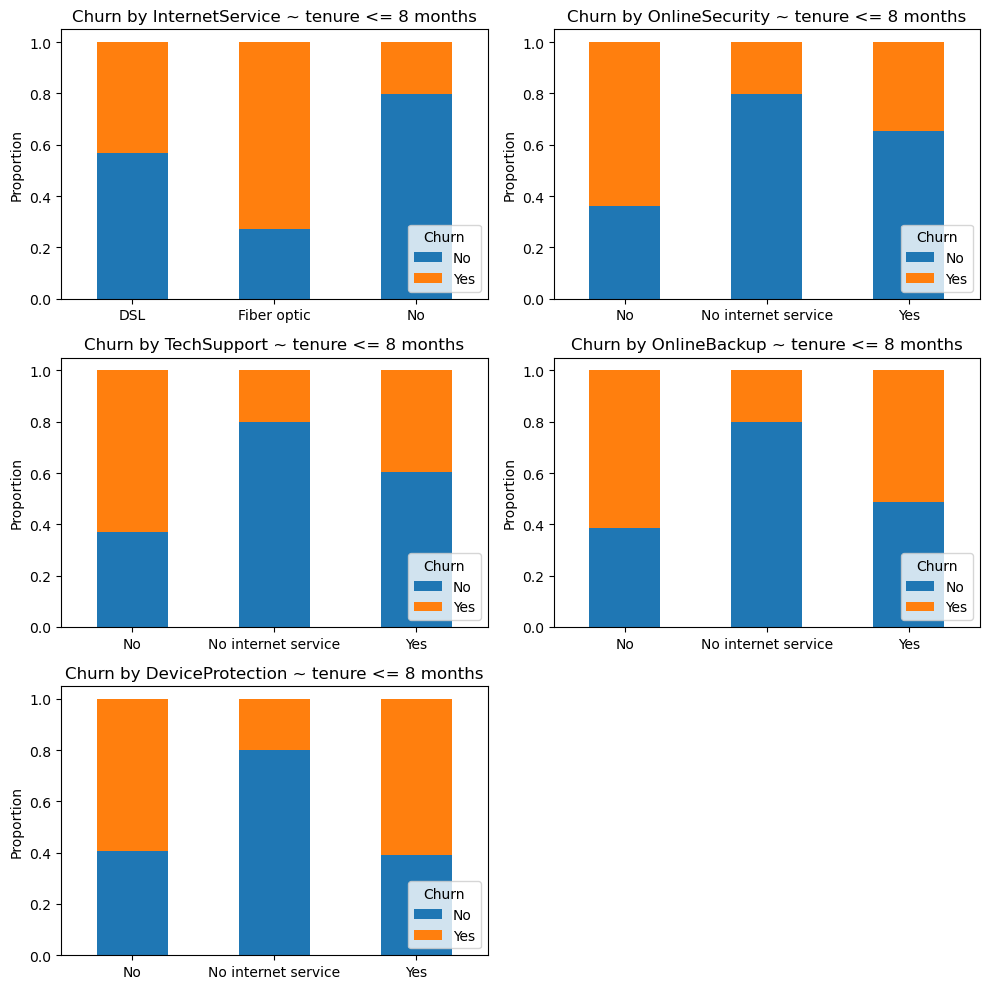 Churn by InternetService ~ tenure <= 8 months
1.0
0.8
0.6
0.4
0.2
0.0
Proportion
DSL
Fiber optic
No
Churn
No
Yes
Churn by OnlineSecurity ~ tenure <= 8 months
1.0
0.8
0.6
0.4
0.2
0.0
Proportion
No
No internet service
Yes
Churn
No
Yes
Churn by TechSupport ~ tenure <= 8 months
1.0
0.8
0.6
0.4
0.2
0.0
Proportion
No
No internet service
Yes
Churn
No
Yes
Churn by OnlineBackup ~ tenure <= 8 months
1.0
0.8
0.6
0.4
0.2
0.0
Proportion
No
No internet service
Yes
Churn
No
Yes
Churn by DeviceProtection ~ tenure <= 8 months
1.0
0.8
0.6
0.4
0.2
0.0
Proportion
No
No internet service
Yes
Churn
No
Yes